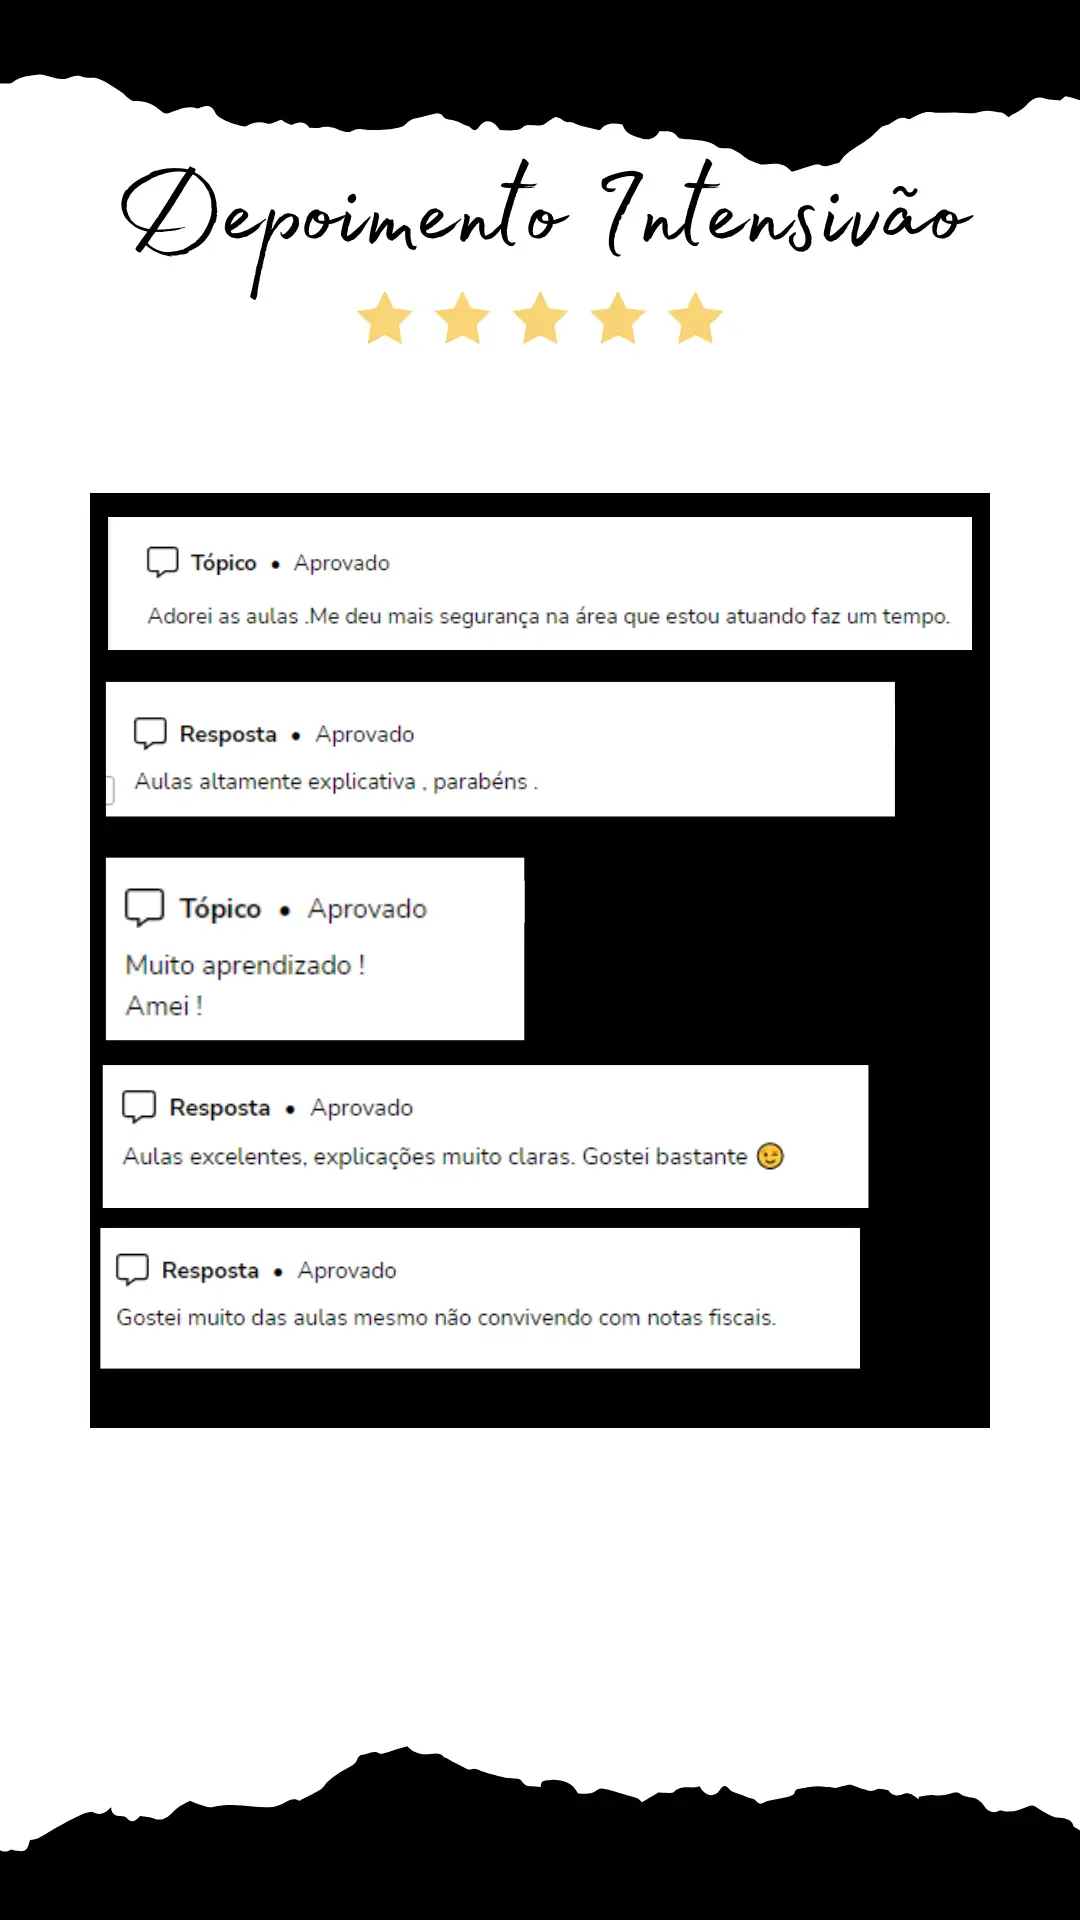 Depoimento Intensivão
Tópico • Aprovado
Adorei as aulas .Me deu mais segurança na área que estou atuando faz um tempo.
Resposta • Aprovado
Aulas altamente explicativa , parabéns .
Tópico • Aprovado
Muito aprendizado !
Amei !
Resposta • Aprovado
Aulas excelentes, explicações muito claras. Gostei bastante 😉
Resposta • Aprovado
Gostei muito das aulas mesmo não convivendo com notas fiscais.